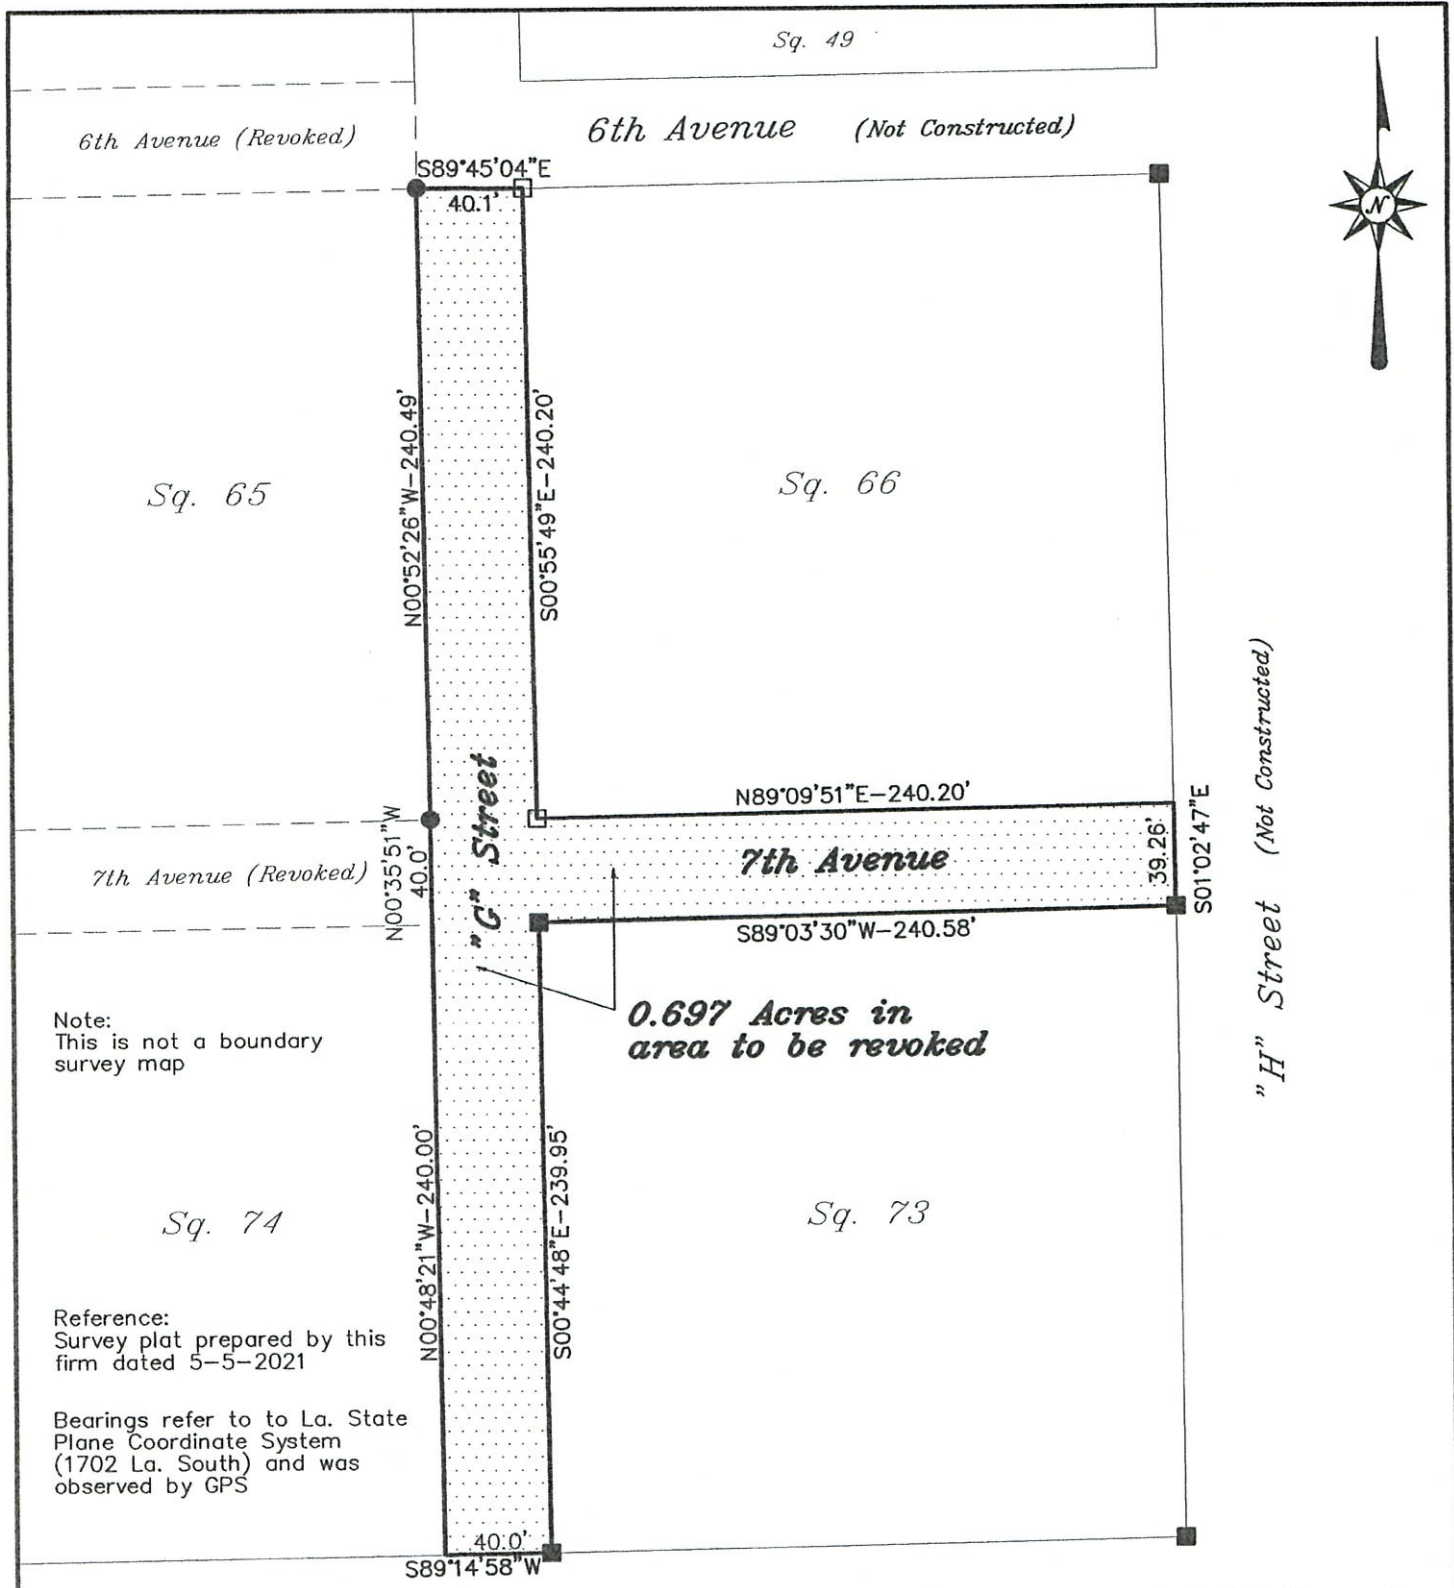 Sq. 49
6th Avenue (Revoked)
6th Avenue (Not Constructed)
S89°45'04"E
40.1'
N
N00°52'26"W-240.49'
S00°55'49"E-240.20'
Sq. 65
Sq. 66
"G" Street
N89°09'51"E-240.20'
7th Avenue (Revoked)
N00°35'51"W
40.0'
7th Avenue
39.26'
S01°02'47"E
"H" Street (Not Constructed)
S89°03'30"W-240.58'
0.697 Acres in
area to be revoked
Note:
This is not a boundary
survey map
N00°48'21"W-240.00'
S00°44'48"E-239.95'
Sq. 74
Sq. 73
Reference:
Survey plat prepared by this
firm dated 5-5-2021
Bearings refer to to La. State
Plane Coordinate System
(1702 La. South) and was
observed by GPS
40.0'
S89°14'58"W